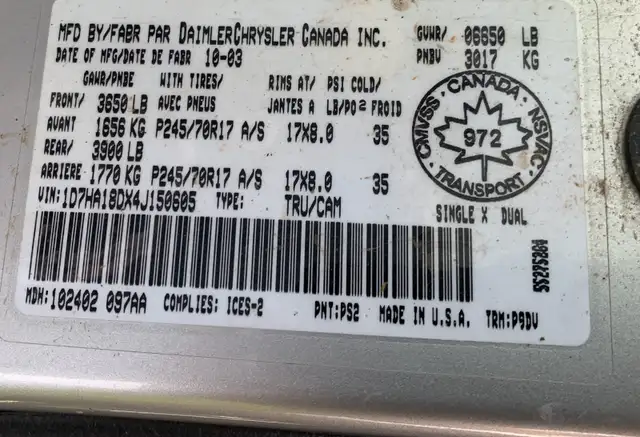 MFD BY/FABR PAR DAIMLERCHRYSLER CANADA INC. GVWR/ 06650 LB
DATE OF MFG/DATE DE FABR 10-03 PNBV 3017 KG
GAWR/PNBE WITH TIRES/ RIMS AT/ PSI COLD/
FRONT/ 3650 LB AVEC PNEUS JANTES A LB/PO2 FROID
AVANT 1656 KG P245/70R17 A/S 17X8.0 35
REAR/ 3900 LB
ARRIERE 1770 KG P245/70R17 A/S 17X8.0 35
CANADA
CMVSS
NSVAC
972
TRANSPORT
VIN: 1D7HA18DX4J150605 TYPE: TRU/CAM SINGLE X DUAL
MDH: 102402 097AA COMPLIES: ICES-2 PNT: PS2 MADE IN U.S.A. TRM: P9DV